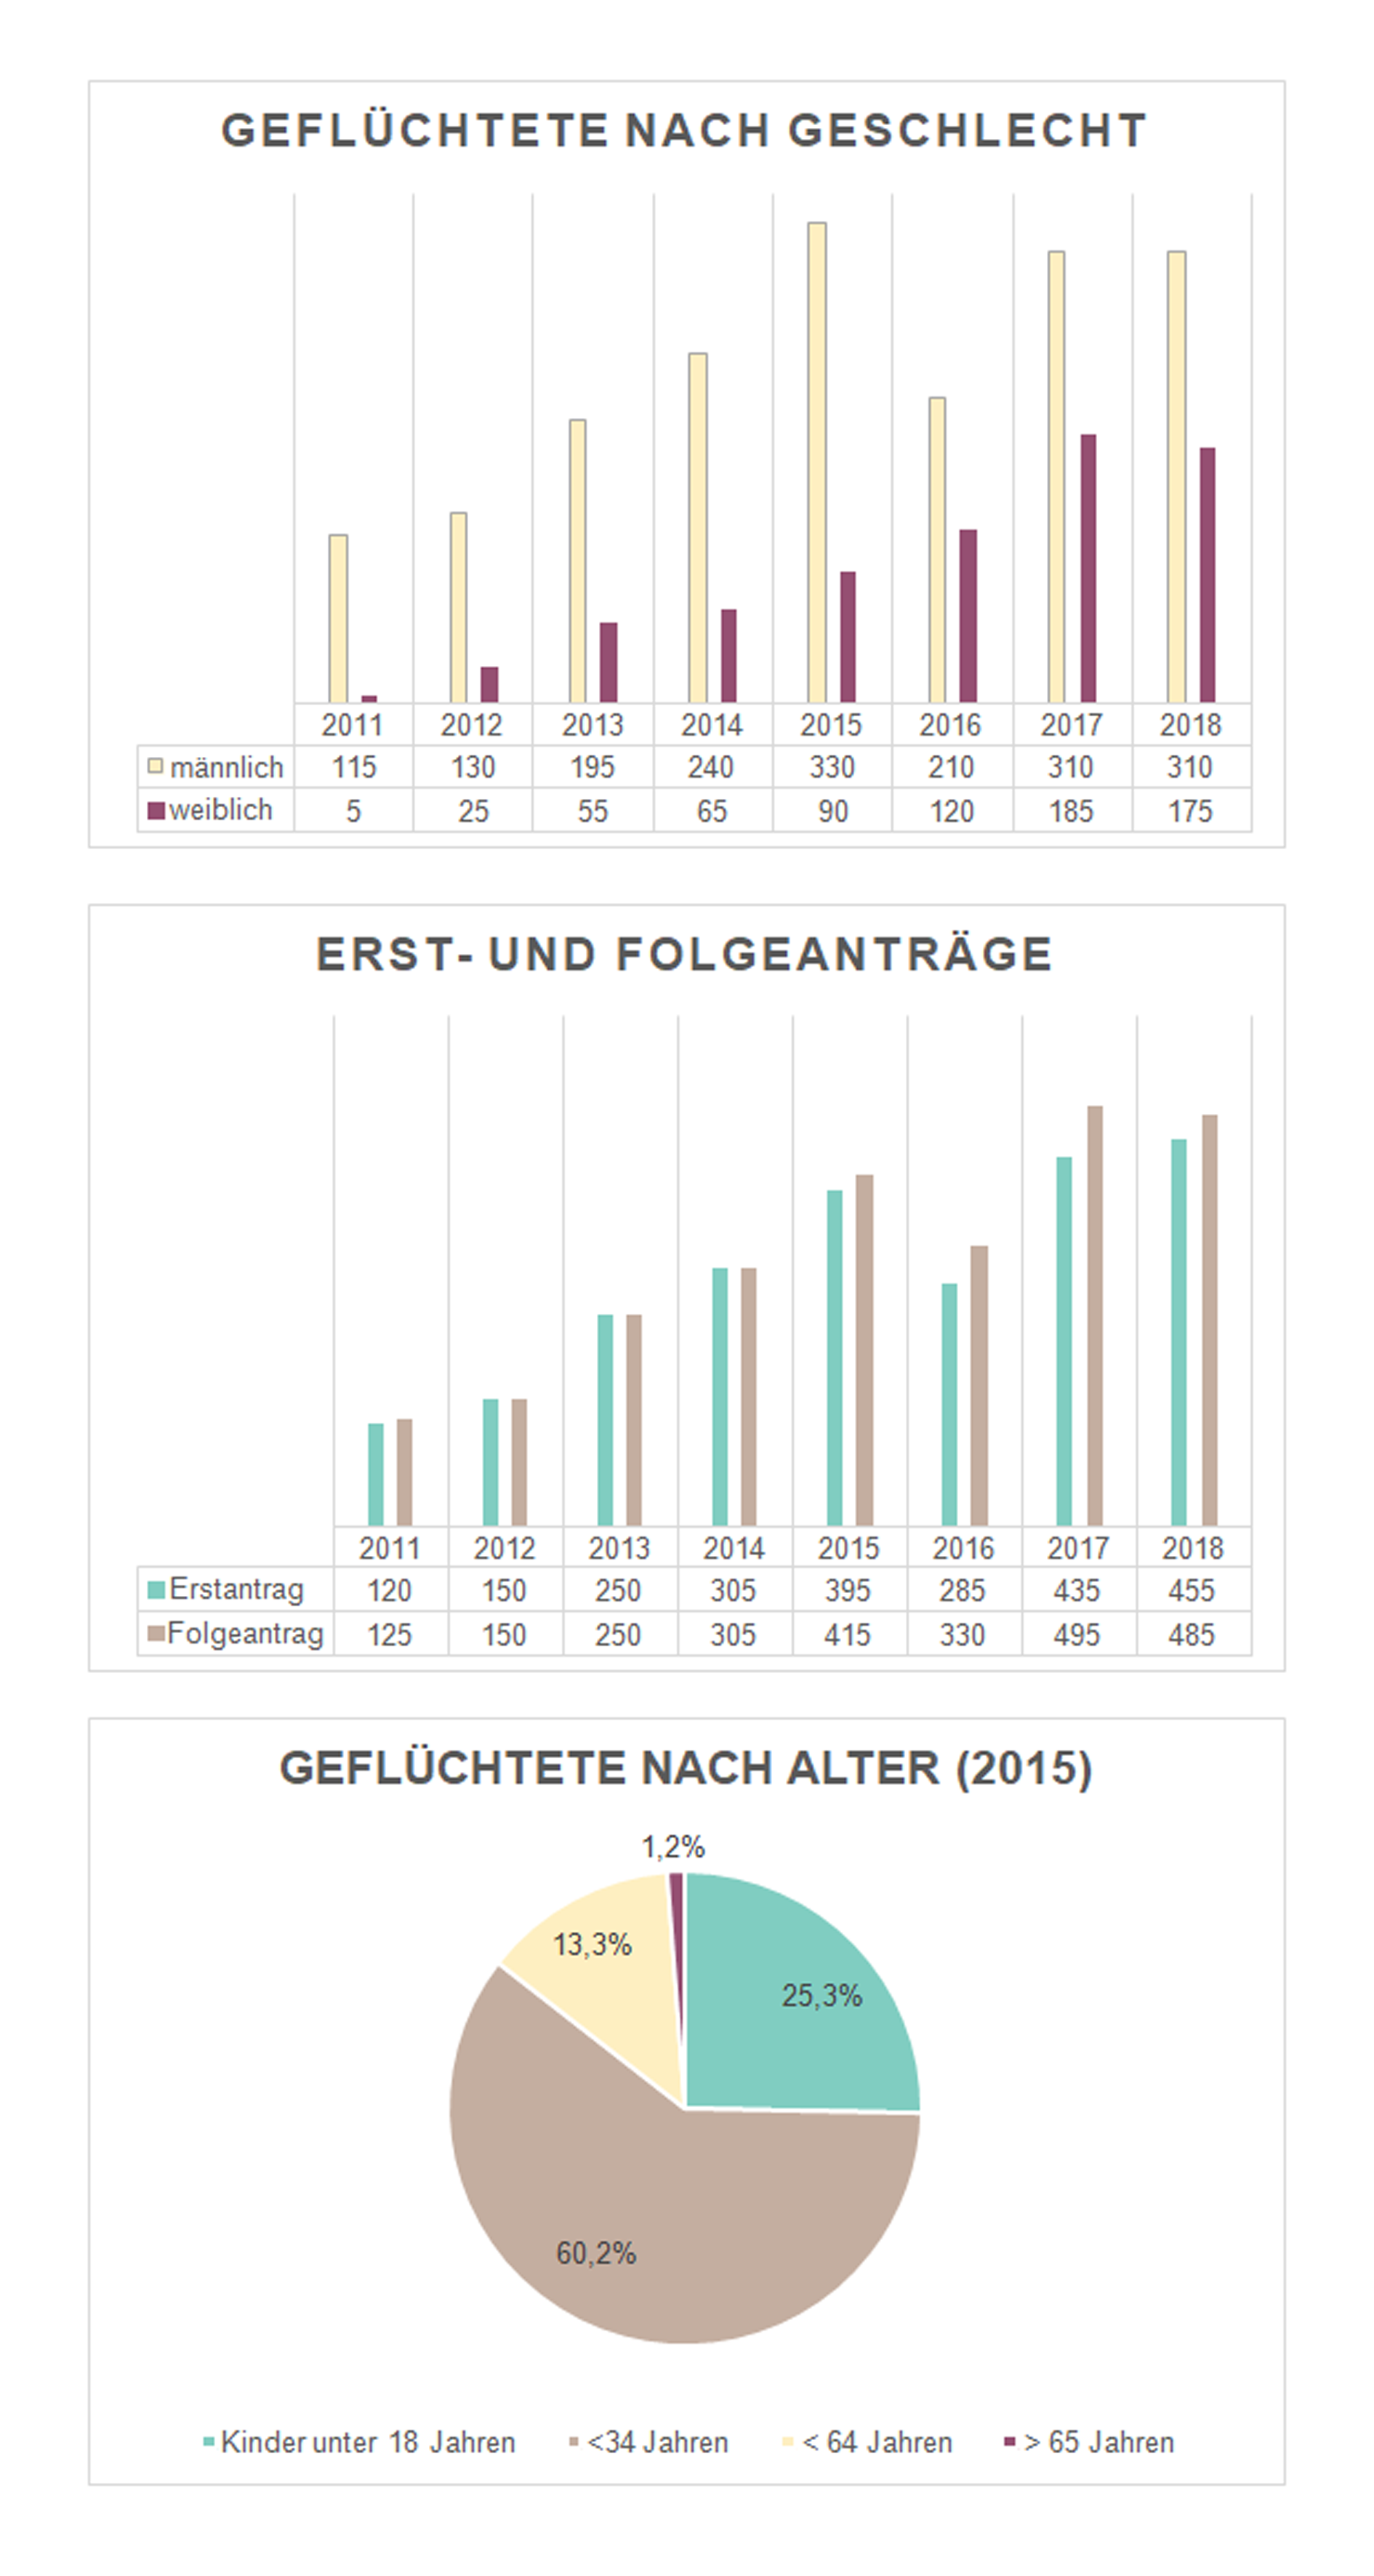 GEFLÜCHTETE NACH GESCHLECHT
2011 2012 2013 2014 2015 2016 2017 2018
männlich 115 130 195 240 330 210 310 310
weiblich 5 25 55 65 90 120 185 175
ERST- UND FOLGEANTRÄGE
2011 2012 2013 2014 2015 2016 2017 2018
Erstantrag 120 150 250 305 395 285 435 455
Folgeantrag 125 150 250 305 415 330 495 485
GEFLÜCHTETE NACH ALTER (2015)
1,2%
13,3%
25,3%
60,2%
Kinder unter 18 Jahren <34 Jahren < 64 Jahren > 65 Jahren